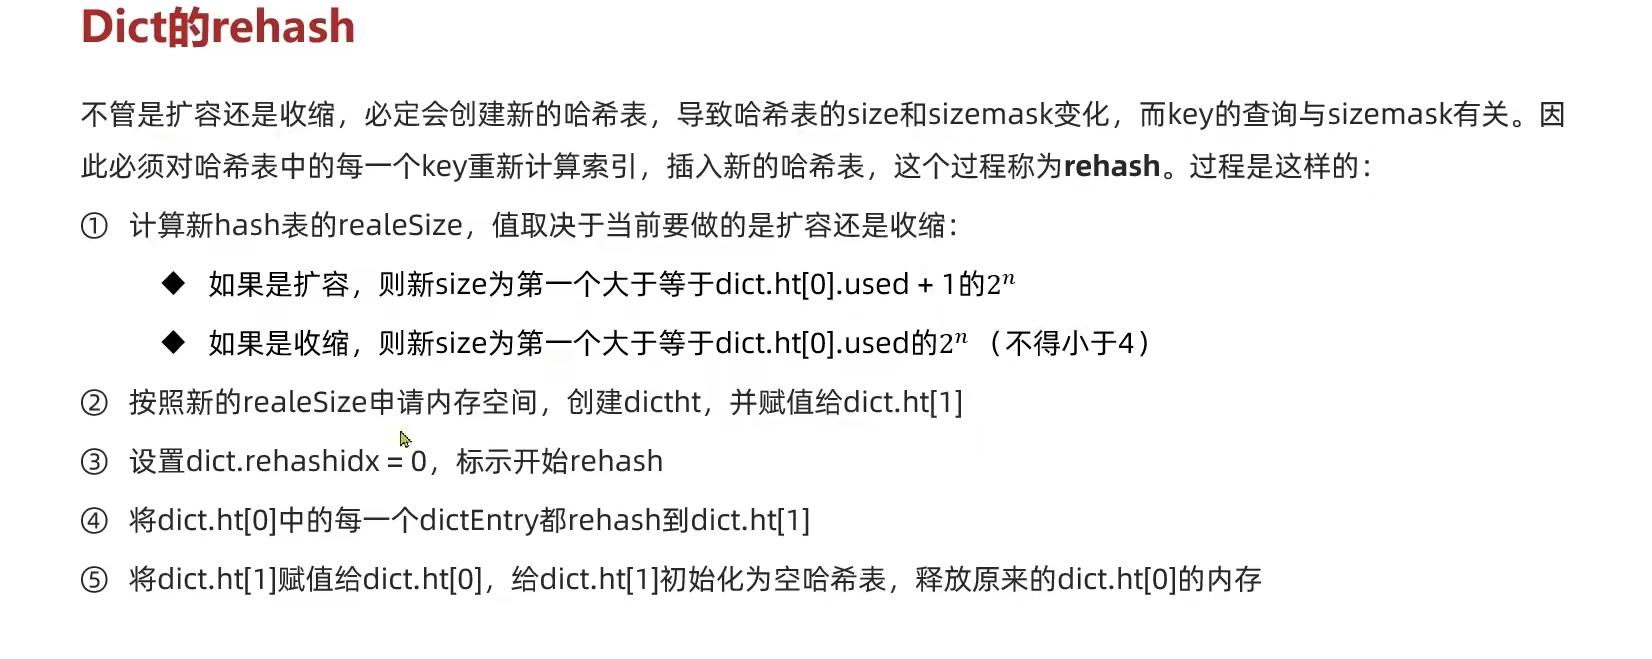 Dict的rehash
不管是扩容还是收缩，必定会创建新的哈希表，导致哈希表的size和sizemask变化，而key的查询与sizemask有关。因
此必须对哈希表中的每一个key重新计算索引，插入新的哈希表，这个过程称为rehash。过程是这样的：
① 计算新hash表的realeSize，值取决于当前要做的是扩容还是收缩：
◆ 如果是扩容，则新size为第一个大于等于dict.ht[0].used + 1的2ⁿ
◆ 如果是收缩，则新size为第一个大于等于dict.ht[0].used的2ⁿ （不得小于4）
② 按照新的realeSize申请内存空间，创建dictht，并赋值给dict.ht[1]
③ 设置dict.rehashidx = 0，标示开始rehash
④ 将dict.ht[0]中的每一个dictEntry都rehash到dict.ht[1]
⑤ 将dict.ht[1]赋值给dict.ht[0]，给dict.ht[1]初始化为空哈希表，释放原来的dict.ht[0]的内存